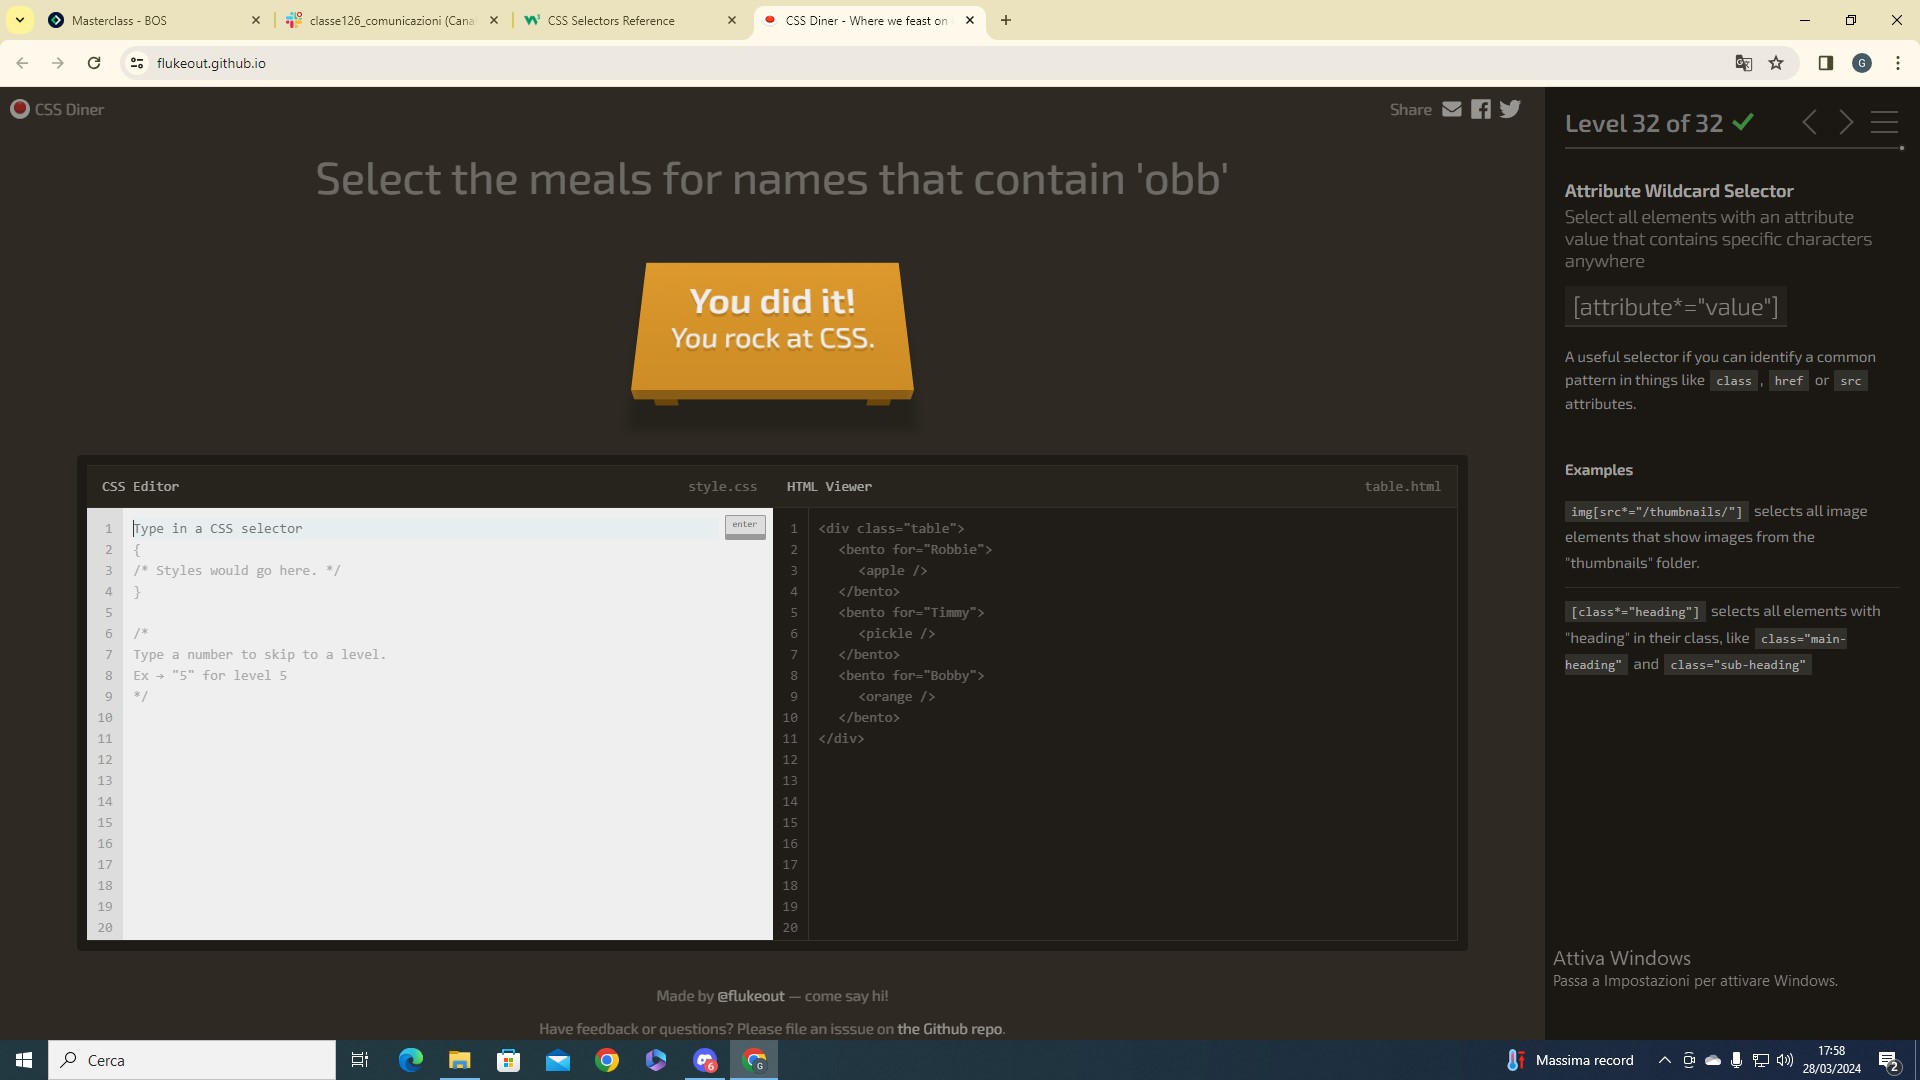 Masterclass - BOS
classe126_comunicazioni (Cana
CSS Selectors Reference
CSS Diner - Where we feast on
flukeout.github.io
G
CSS Diner
Share
Select the meals for names that contain 'obb'
You did it!
You rock at CSS.
CSS Editor
style.css
HTML Viewer
table.html
1
2
3
4
5
6
7
8
9
10
11
12
13
14
15
16
17
18
19
20
Type in a CSS selector
enter
{
/* Styles would go here. */
}
/*
Type a number to skip to a level.
Ex → "5" for level 5
*/
1
2
3
4
5
6
7
8
9
10
11
12
13
14
15
16
17
18
19
20
<div class="table">
<bento for="Robbie">
<apple />
</bento>
<bento for="Timmy">
<pickle />
</bento>
<bento for="Bobby">
<orange />
</bento>
</div>
Made by @flukeout — come say hi!
Have feedback or questions? Please file an isssue on the Github repo.
Level 32 of 32
Attribute Wildcard Selector
Select all elements with an attribute
value that contains specific characters
anywhere
[attribute*="value"]
A useful selector if you can identify a common
pattern in things like class , href or src
attributes.
Examples
img[src*="/thumbnails/"] selects all image
elements that show images from the
"thumbnails" folder.
[class*="heading"] selects all elements with
"heading" in their class, like class="main-
heading" and class="sub-heading"
Attiva Windows
Passa a Impostazioni per attivare Windows.
Cerca
6
G
Massima record
17:58
28/03/2024
2